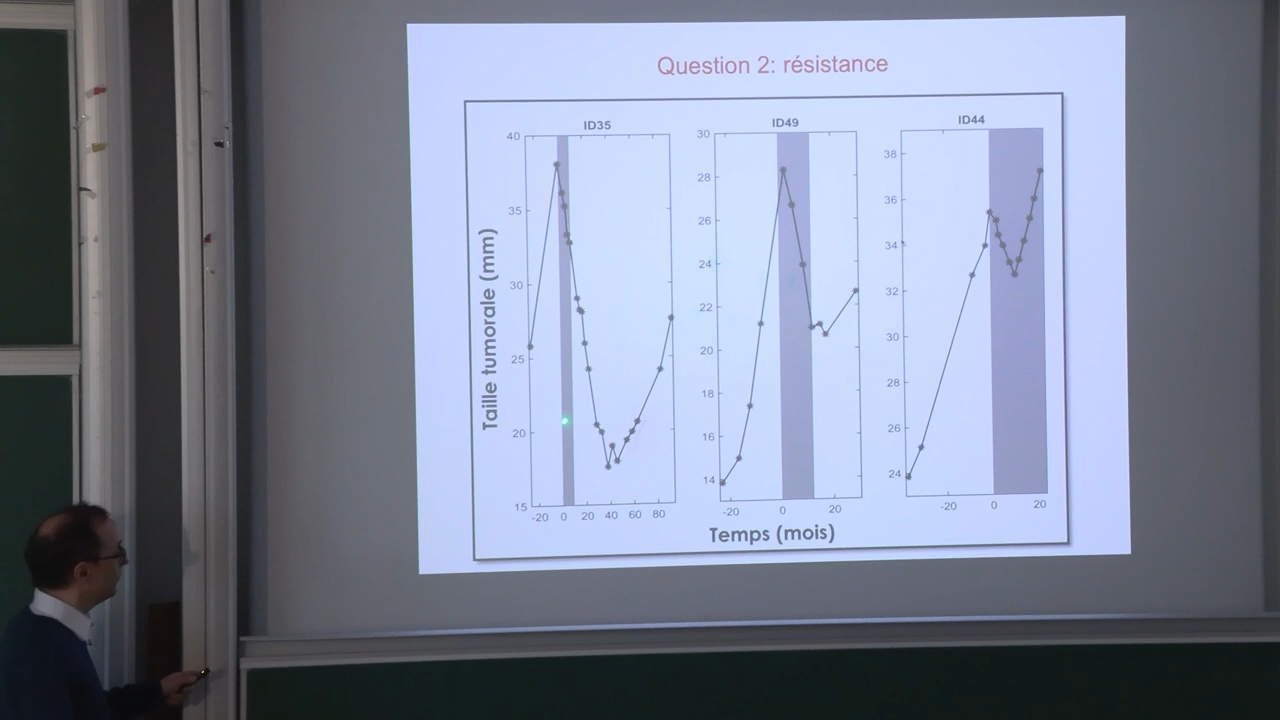 Question 2: résistance
ID35
ID49
ID44
Taille tumorale (mm)
40
35
30
25
20
15
-20 0 20 40 60 80
30
28
26
24
22
20
18
16
14
-20 0 20
38
36
34
32
30
28
26
24
-20 0 20
Temps (mois)